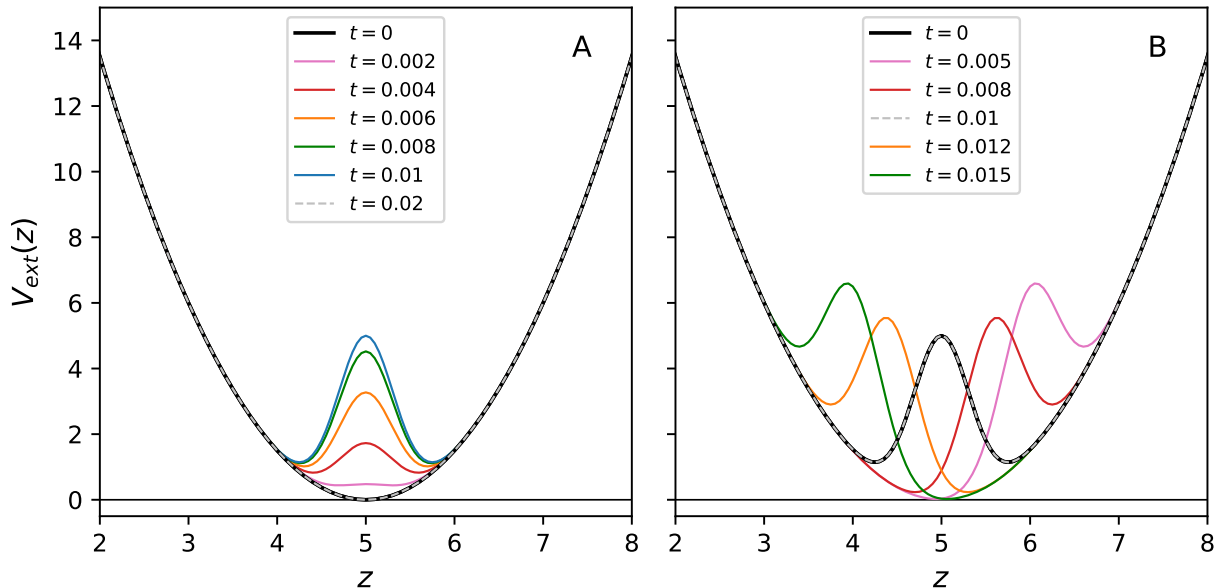 A
t = 0
t = 0.002
t = 0.004
t = 0.006
t = 0.008
t = 0.01
t = 0.02
14
12
10
8
6
4
2
0
V_ext(z)
2 3 4 5 6 7 8
z
B
t = 0
t = 0.005
t = 0.008
t = 0.01
t = 0.012
t = 0.015
2 3 4 5 6 7 8
z